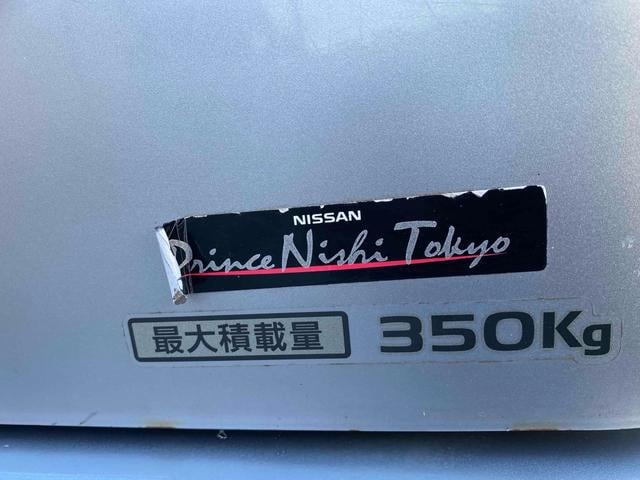 NISSAN
Prince Nishi Tokyo
最大積載量 350Kg